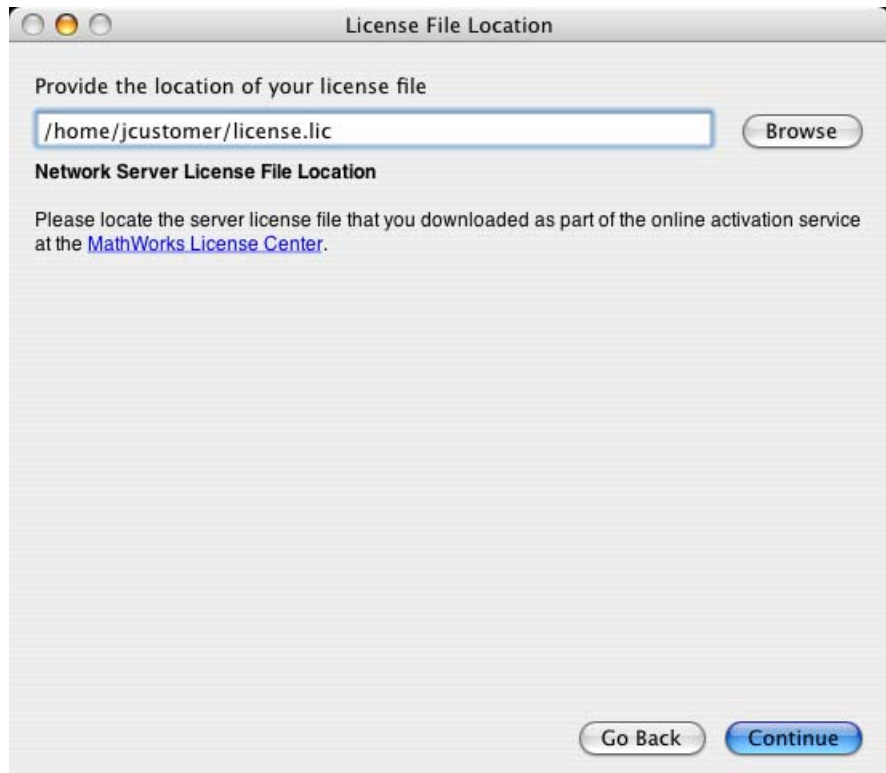 License File Location
Provide the location of your license file
/home/jcustomer/license.lic
Browse
Network Server License File Location
Please locate the server license file that you downloaded as part of the online activation service
at the MathWorks License Center.
Go Back
Continue